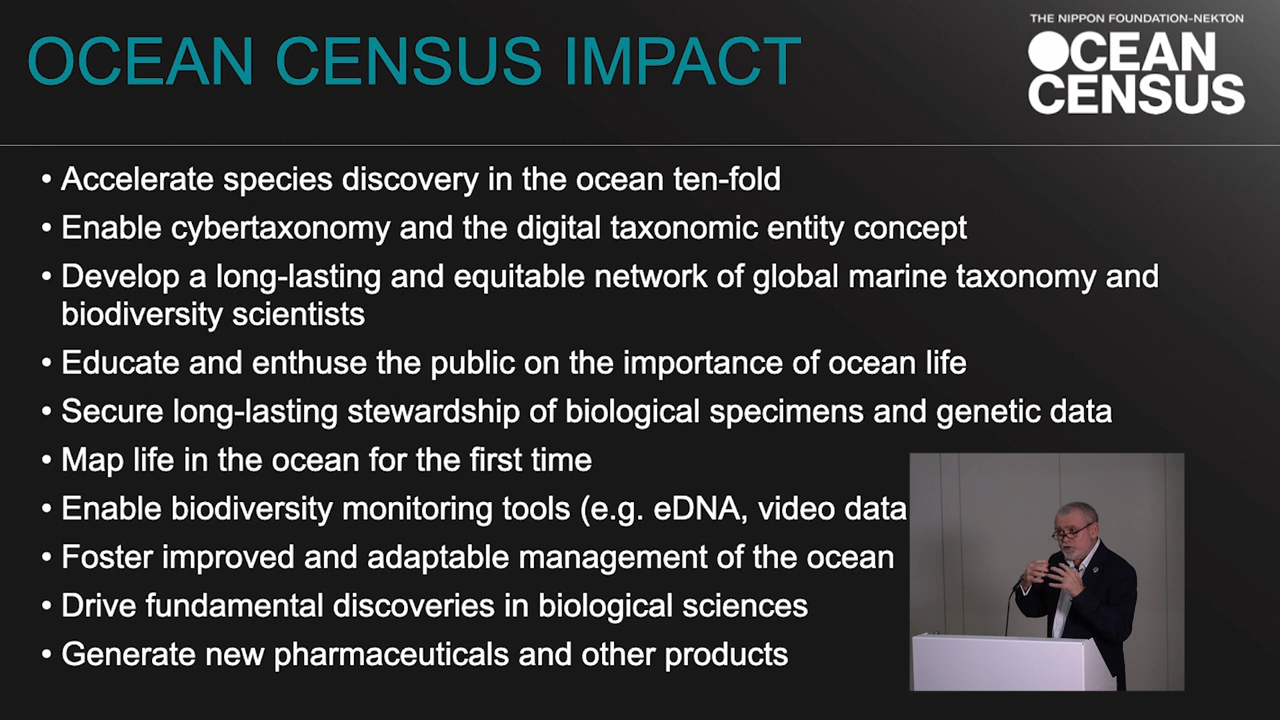 OCEAN CENSUS IMPACT
THE NIPPON FOUNDATION-NEKTON
OCEAN
CENSUS
• Accelerate species discovery in the ocean ten-fold
• Enable cybertaxonomy and the digital taxonomic entity concept
• Develop a long-lasting and equitable network of global marine taxonomy and
biodiversity scientists
• Educate and enthuse the public on the importance of ocean life
• Secure long-lasting stewardship of biological specimens and genetic data
• Map life in the ocean for the first time
• Enable biodiversity monitoring tools (e.g. eDNA, video data
• Foster improved and adaptable management of the ocean
• Drive fundamental discoveries in biological sciences
• Generate new pharmaceuticals and other products